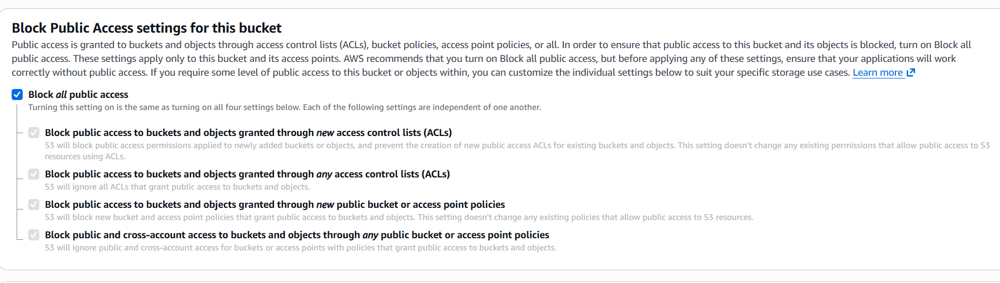 Block Public Access settings for this bucket
Public access is granted to buckets and objects through access control lists (ACLs), bucket policies, access point policies, or all. In order to ensure that public access to this bucket and its objects is blocked, turn on Block all
public access. These settings apply only to this bucket and its access points. AWS recommends that you turn on Block all public access, but before applying any of these settings, ensure that your applications will work
correctly without public access. If you require some level of public access to this bucket or objects within, you can customize the individual settings below to suit your specific storage use cases. Learn more
Block all public access
Turning this setting on is the same as turning on all four settings below. Each of the following settings are independent of one another.
Block public access to buckets and objects granted through new access control lists (ACLs)
S3 will block public access permissions applied to newly added buckets or objects, and prevent the creation of new public access ACLs for existing buckets and objects. This setting doesn't change any existing permissions that allow public access to S3
resources using ACLs.
Block public access to buckets and objects granted through any access control lists (ACLs)
S3 will ignore all ACLs that grant public access to buckets and objects.
Block public access to buckets and objects granted through new public bucket or access point policies
S3 will block new bucket and access point policies that grant public access to buckets and objects. This setting doesn't change any existing policies that allow public access to S3 resources.
Block public and cross-account access to buckets and objects through any public bucket or access point policies
S3 will ignore public and cross-account access for buckets or access points with policies that grant public access to buckets and objects.